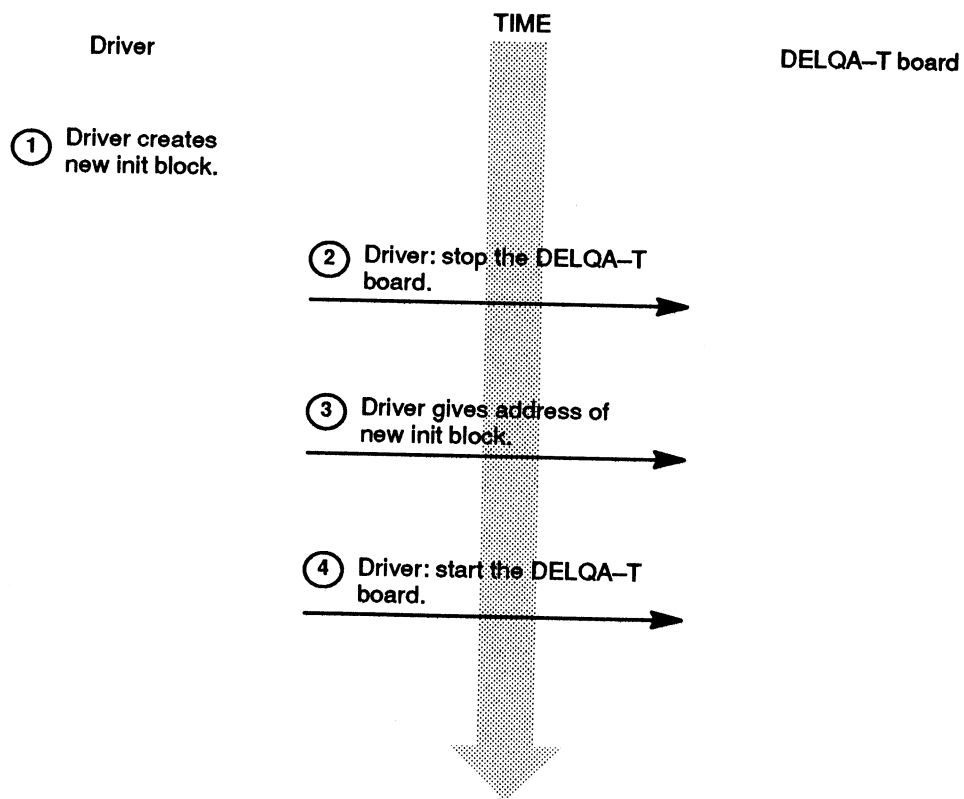 TIME
Driver
DELQA–T board
1 Driver creates
new init block.
2 Driver: stop the DELQA–T
board.
3 Driver gives address of
new init block.
4 Driver: start the DELQA–T
board.